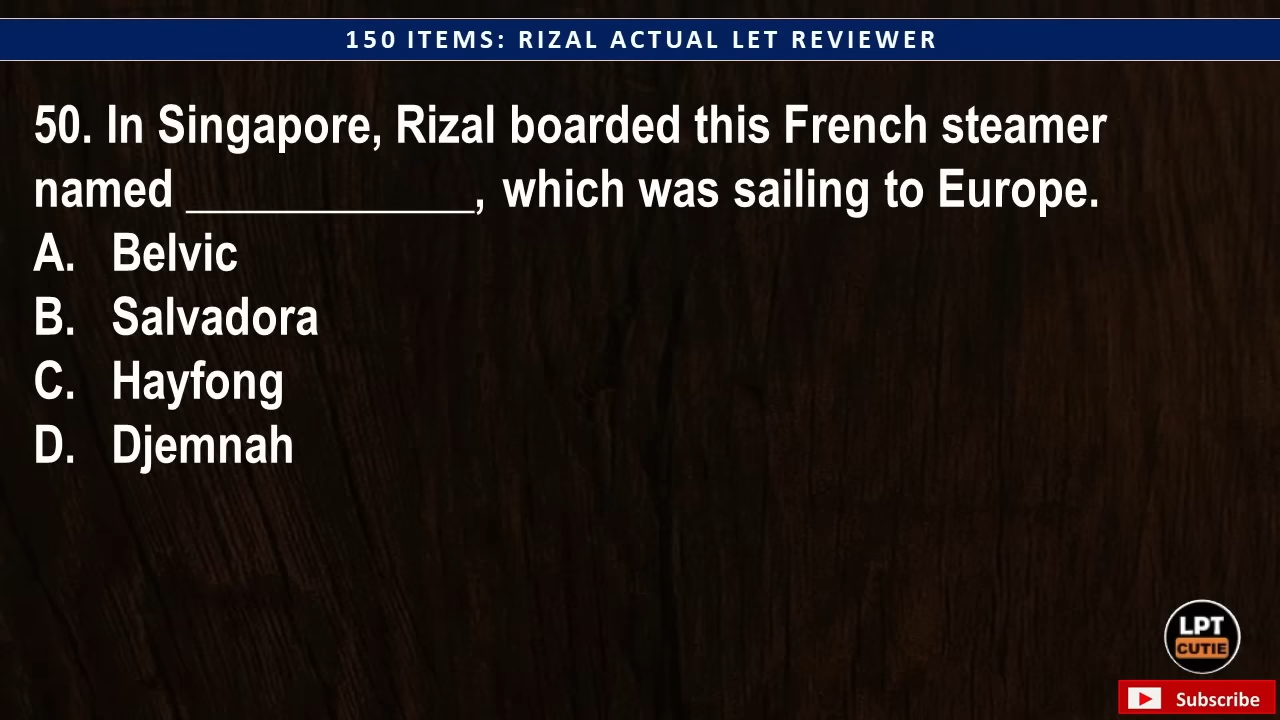 150 ITEMS: RIZAL ACTUAL LET REVIEWER
50. In Singapore, Rizal boarded this French steamer
named ____________, which was sailing to Europe.
A. Belvic
B. Salvadora
C. Hayfong
D. Djemnah
LPT
CUTIE
Subscribe